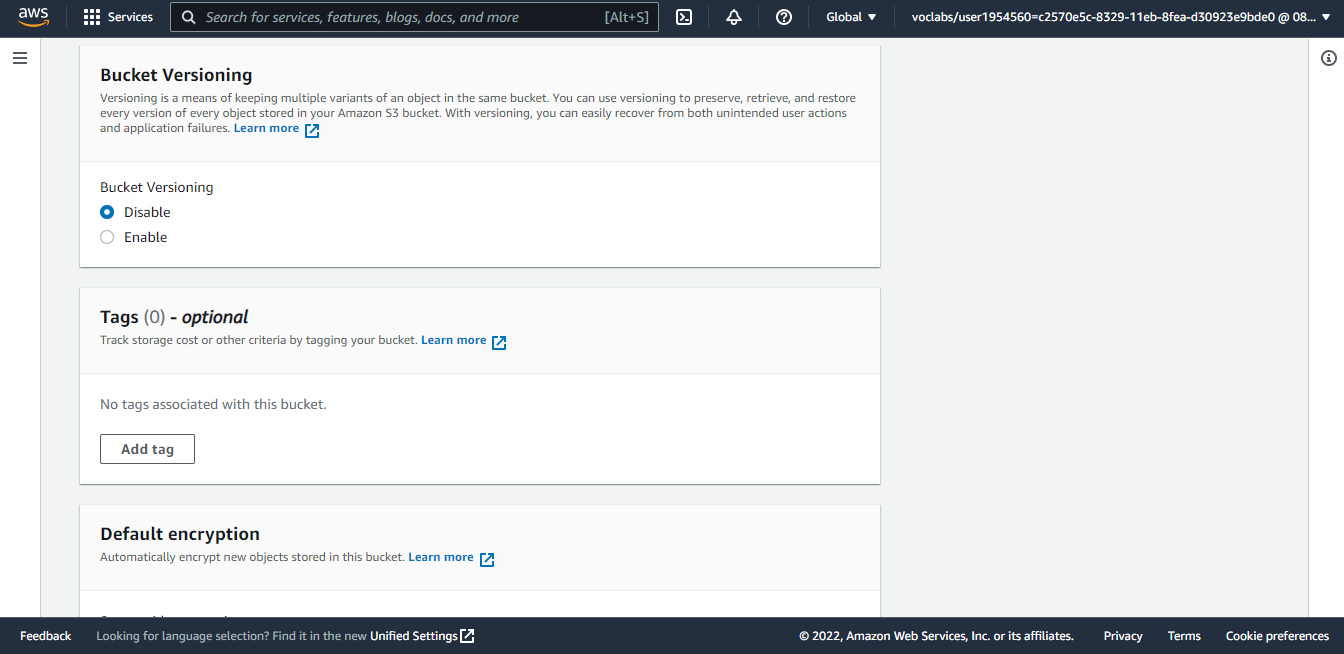 aws
Services
Search for services, features, blogs, docs, and more [Alt+S]
Global ▼
voclabs/user1954560=c2570e5c-8329-11eb-8fea-d30923e9bde0 @ 08... ▼
Bucket Versioning
Versioning is a means of keeping multiple variants of an object in the same bucket. You can use versioning to preserve, retrieve, and restore
every version of every object stored in your Amazon S3 bucket. With versioning, you can easily recover from both unintended user actions
and application failures. Learn more
Bucket Versioning
Disable
Enable
Tags (0) - optional
Track storage cost or other criteria by tagging your bucket. Learn more
No tags associated with this bucket.
Add tag
Default encryption
Automatically encrypt new objects stored in this bucket. Learn more
Feedback
Looking for language selection? Find it in the new Unified Settings
© 2022, Amazon Web Services, Inc. or its affiliates.
Privacy
Terms
Cookie preferences